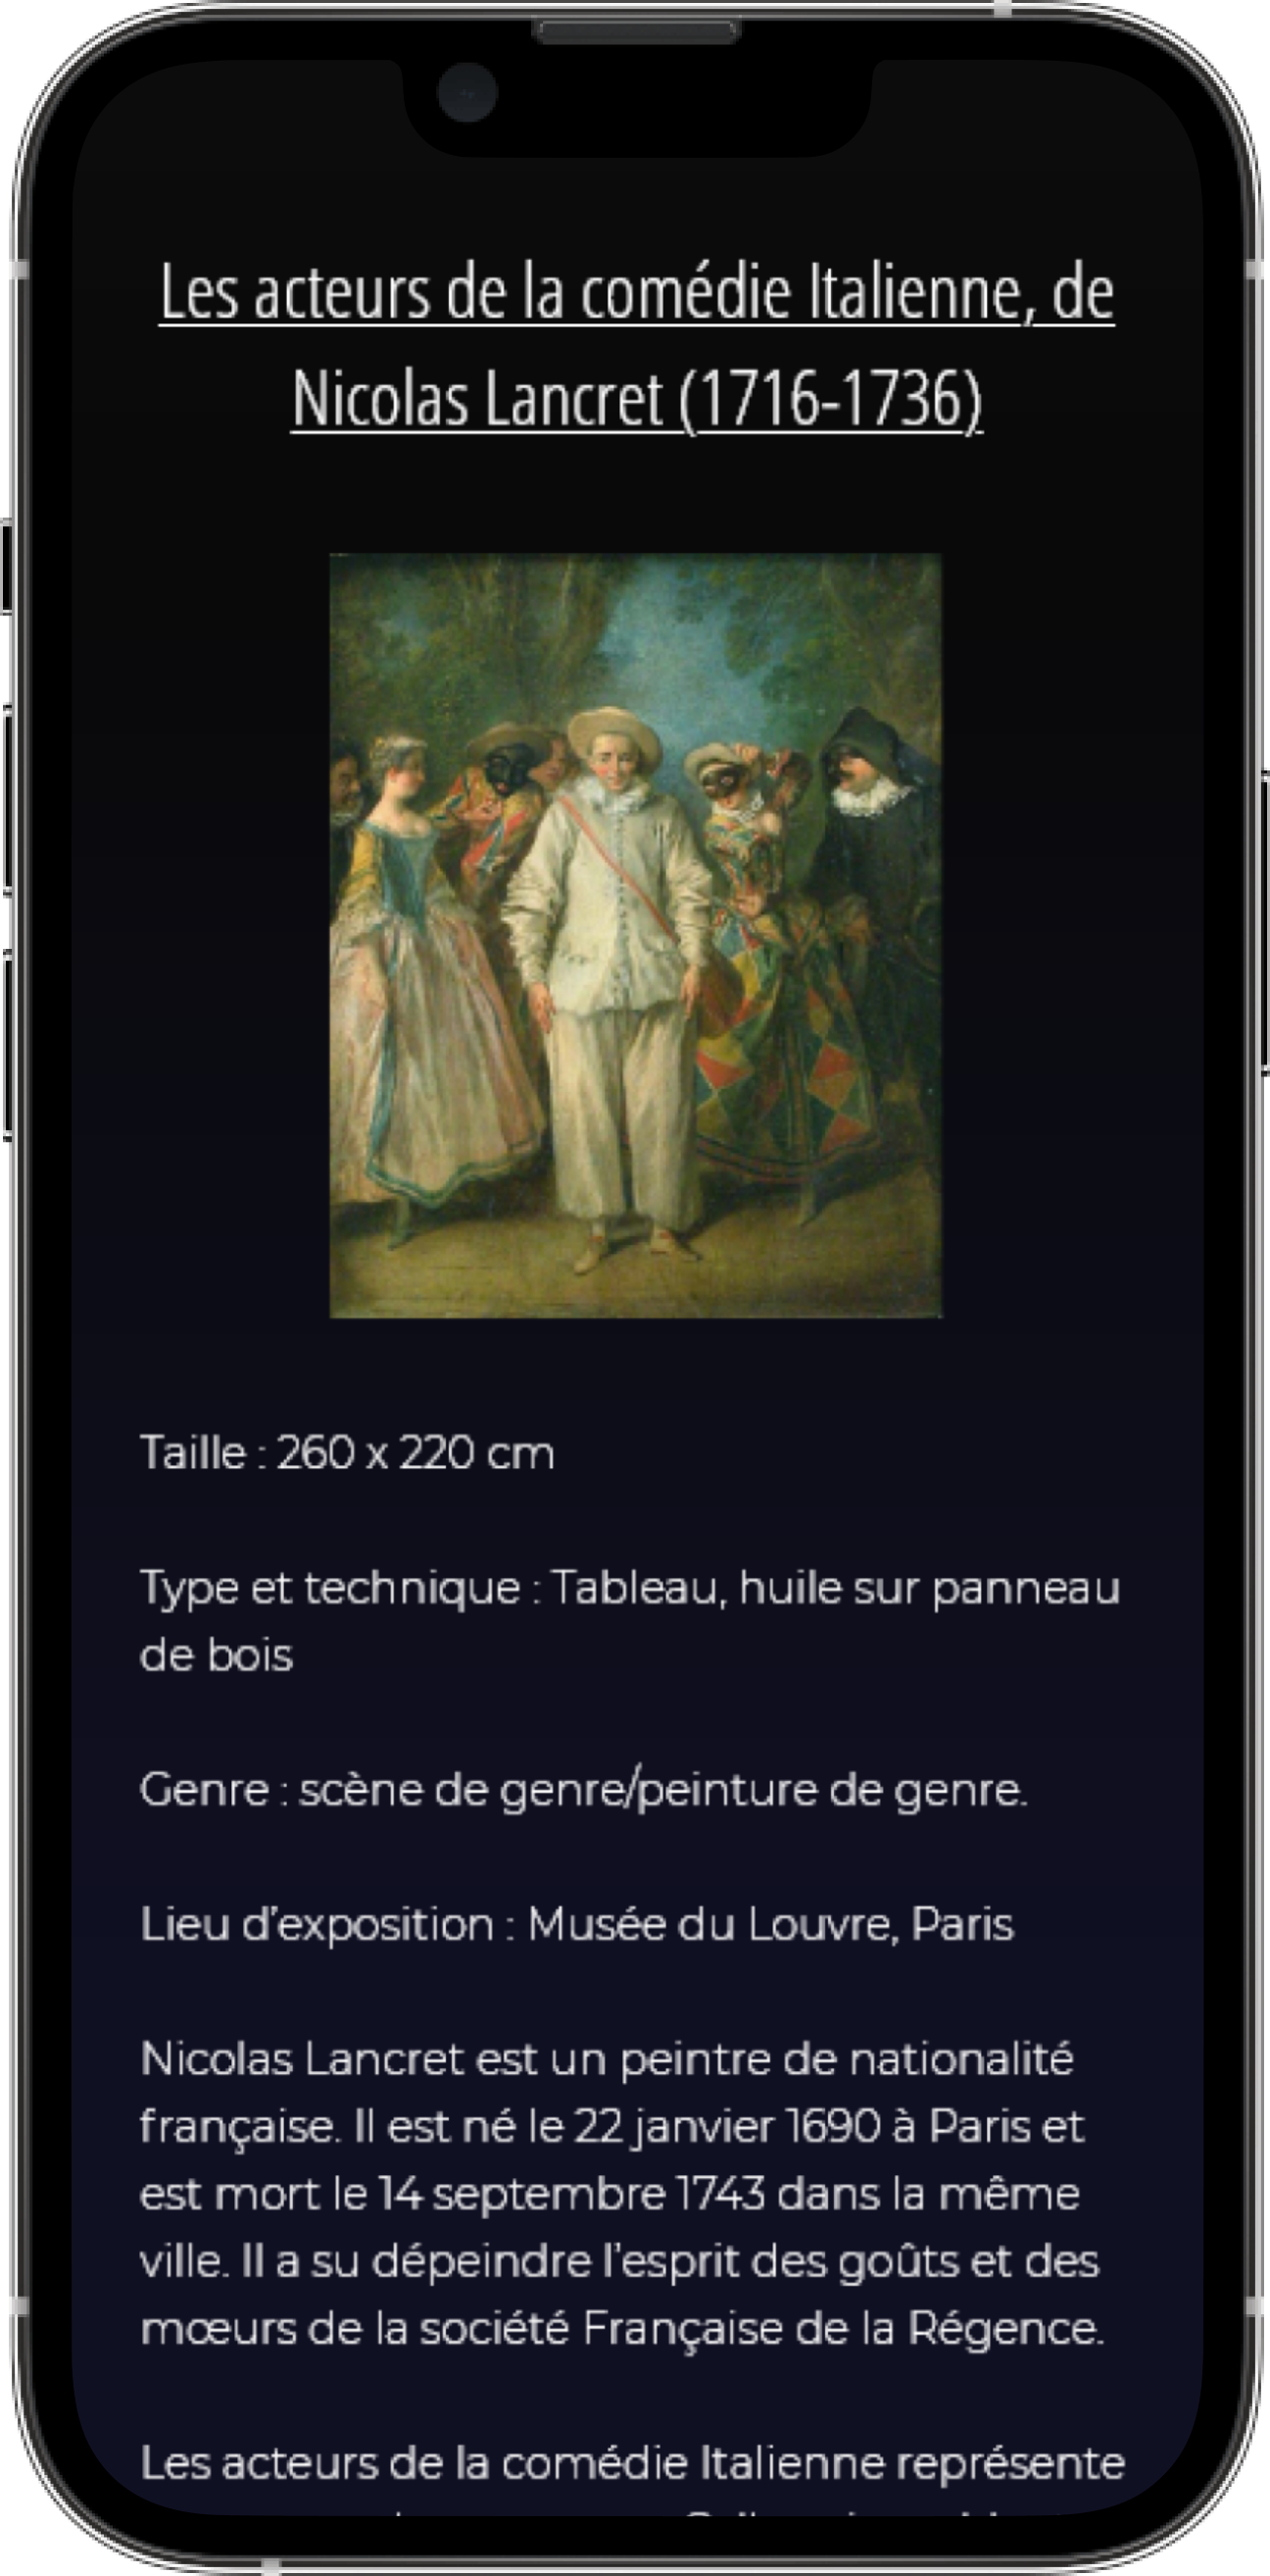 Les acteurs de la comédie Italienne, de
Nicolas Lancret (1716-1736)
Taille : 260 x 220 cm
Type et technique : Tableau, huile sur panneau
de bois
Genre : scène de genre/peinture de genre.
Lieu d’exposition : Musée du Louvre, Paris
Nicolas Lancret est un peintre de nationalité
française. Il est né le 22 janvier 1690 à Paris et
est mort le 14 septembre 1743 dans la même
ville. Il a su dépeindre l’esprit des goûts et des
mœurs de la société Française de la Régence.
Les acteurs de la comédie Italienne représente